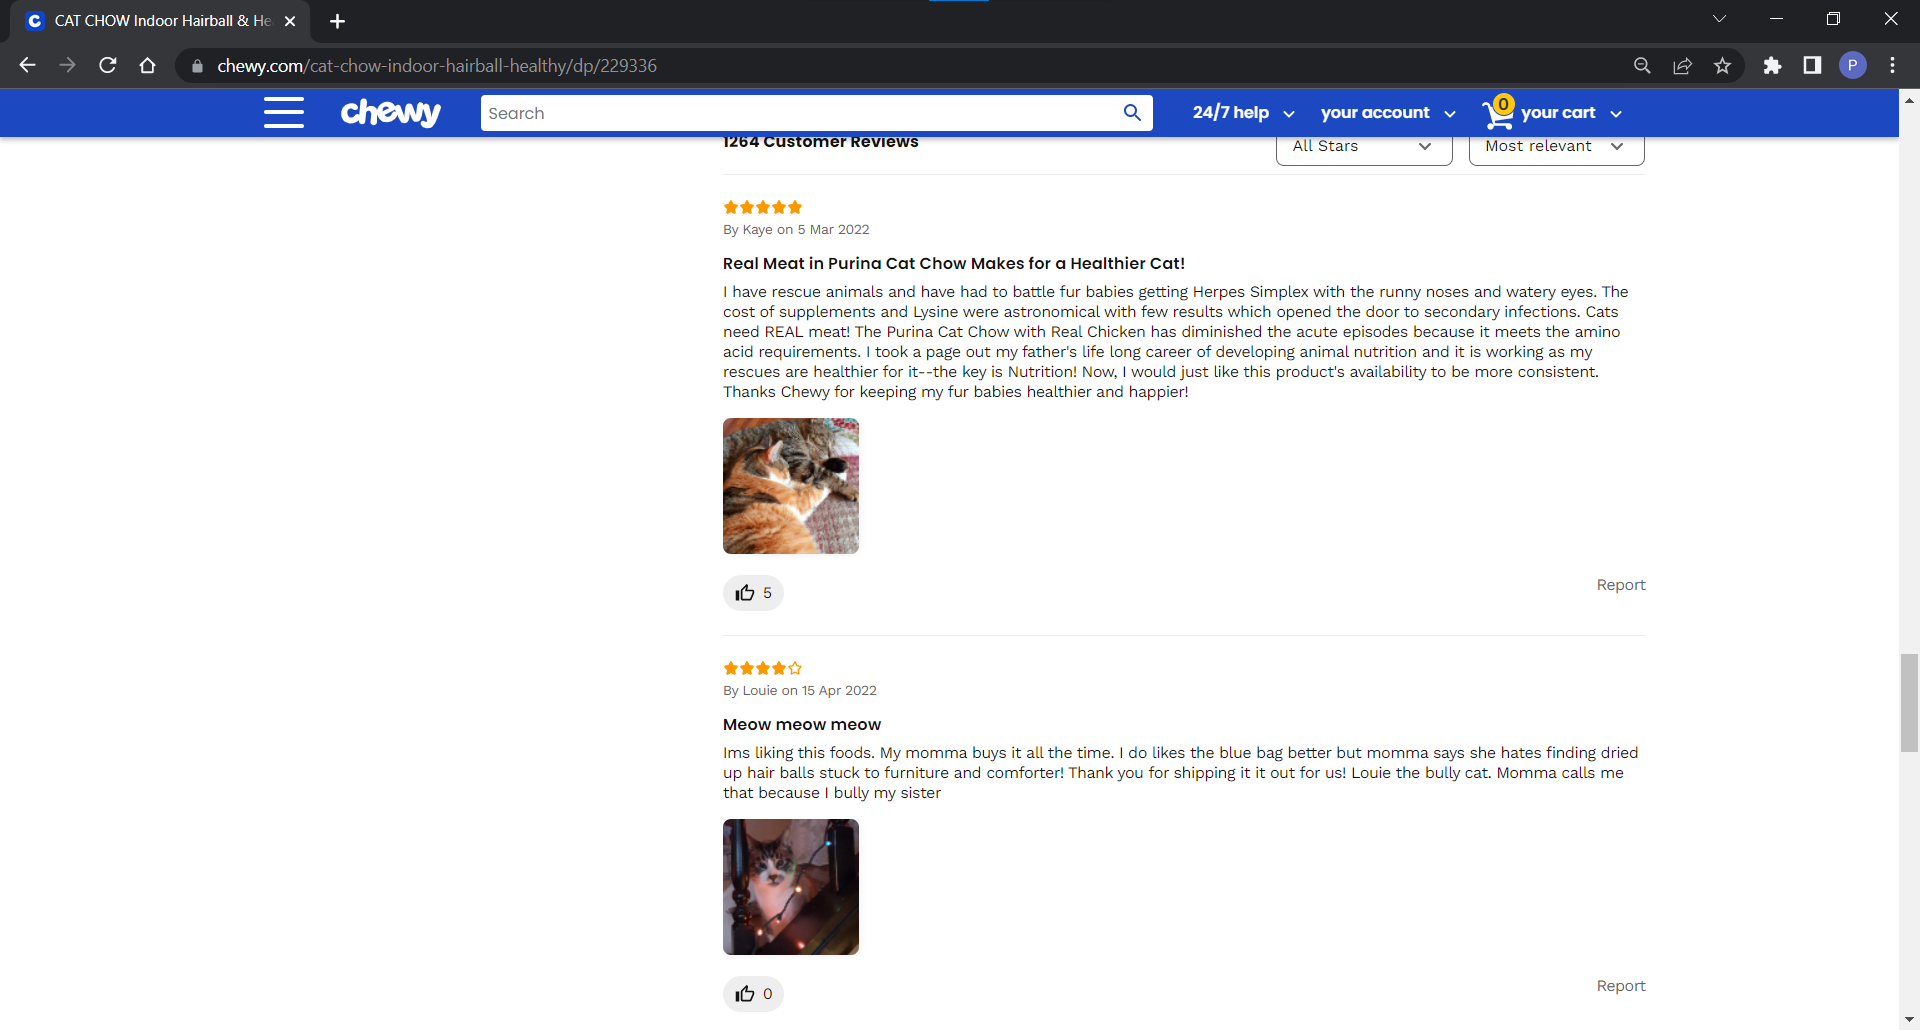 CAT CHOW Indoor Hairball & He
chewy.com/cat-chow-indoor-hairball-healthy/dp/229336
P
chewy
Search
24/7 help
your account
0
your cart
1264 Customer Reviews
All Stars
Most relevant
By Kaye on 5 Mar 2022
Real Meat in Purina Cat Chow Makes for a Healthier Cat!
I have rescue animals and have had to battle fur babies getting Herpes Simplex with the runny noses and watery eyes. The
cost of supplements and Lysine were astronomical with few results which opened the door to secondary infections. Cats
need REAL meat! The Purina Cat Chow with Real Chicken has diminished the acute episodes because it meets the amino
acid requirements. I took a page out my father's life long career of developing animal nutrition and it is working as my
rescues are healthier for it--the key is Nutrition! Now, I would just like this product's availability to be more consistent.
Thanks Chewy for keeping my fur babies healthier and happier!
5
Report
By Louie on 15 Apr 2022
Meow meow meow
Ims liking this foods. My momma buys it all the time. I do likes the blue bag better but momma says she hates finding dried
up hair balls stuck to furniture and comforter! Thank you for shipping it it out for us! Louie the bully cat. Momma calls me
that because I bully my sister
0
Report